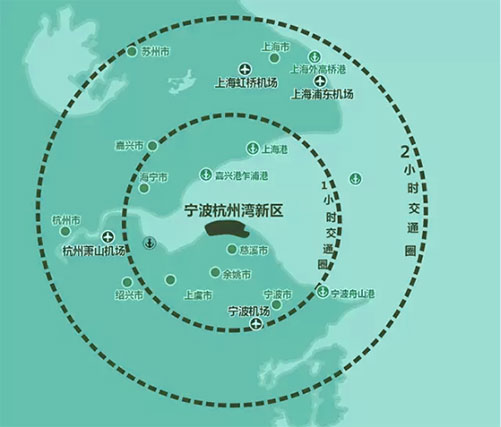 苏州市
上海市
上海外高桥港
上海虹桥机场
上海浦东机场
嘉兴市
上海港
2小时交通圈
海宁市
嘉兴港乍浦港
1小时交通圈
宁波杭州湾新区
杭州市
杭州萧山机场
慈溪市
余姚市
绍兴市
上虞市
宁波市
宁波舟山港
宁波机场